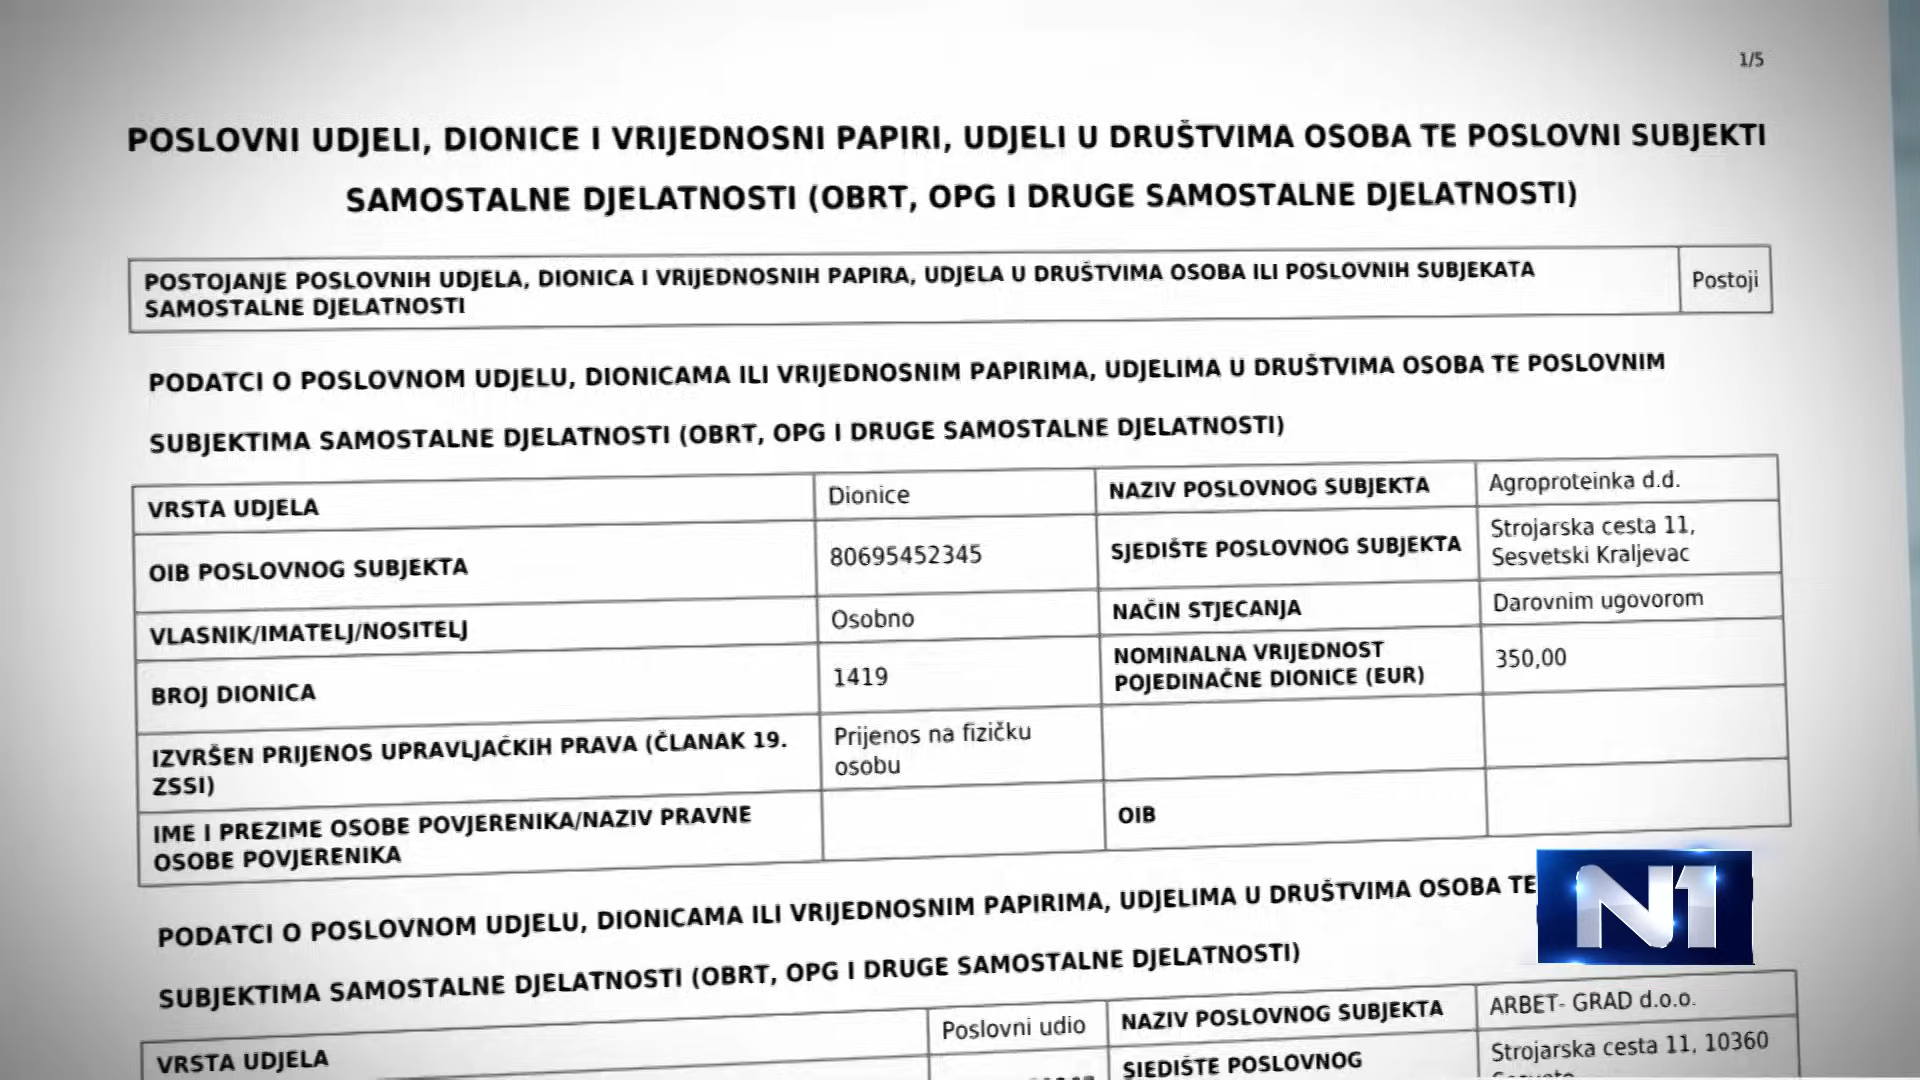 1/5
POSLOVNI UDJELI, DIONICE I VRIJEDNOSNI PAPIRI, UDJELI U DRUŠTVIMA OSOBA TE POSLOVNI SUBJEKTI
SAMOSTALNE DJELATNOSTI (OBRT, OPG I DRUGE SAMOSTALNE DJELATNOSTI)
POSTOJANJE POSLOVNIH UDJELA, DIONICA I VRIJEDNOSNIH PAPIRA, UDJELA U DRUŠTVIMA OSOBA ILI POSLOVNIH SUBJEKATA
SAMOSTALNE DJELATNOSTI
Postoji
PODATCI O POSLOVNOM UDJELU, DIONICAMA ILI VRIJEDNOSNIM PAPIRIMA, UDJELIMA U DRUŠTVIMA OSOBA TE POSLOVNIM
SUBJEKTIMA SAMOSTALNE DJELATNOSTI (OBRT, OPG I DRUGE SAMOSTALNE DJELATNOSTI)
VRSTA UDJELA
Dionice
NAZIV POSLOVNOG SUBJEKTA
Agroproteinka d.d.
OIB POSLOVNOG SUBJEKTA
80695452345
SJEDIŠTE POSLOVNOG SUBJEKTA
Strojarska cesta 11,
Sesvetski Kraljevac
VLASNIK/IMATELJ/NOSITELJ
Osobno
NAČIN STJECANJA
Darovnim ugovorom
BROJ DIONICA
1419
NOMINALNA VRIJEDNOST
POJEDINAČNE DIONICE (EUR)
350,00
IZVRŠEN PRIJENOS UPRAVLJAČKIH PRAVA (ČLANAK 19.
ZSSI)
Prijenos na fizičku
osobu
IME I PREZIME OSOBE POVJERENIKA/NAZIV PRAVNE
OSOBE POVJERENIKA
OIB
PODATCI O POSLOVNOM UDJELU, DIONICAMA ILI VRIJEDNOSNIM PAPIRIMA, UDJELIMA U DRUŠTVIMA OSOBA TE
SUBJEKTIMA SAMOSTALNE DJELATNOSTI (OBRT, OPG I DRUGE SAMOSTALNE DJELATNOSTI)
N1
VRSTA UDJELA
Poslovni udio
NAZIV POSLOVNOG SUBJEKTA
ARBET- GRAD d.o.o.
SJEDIŠTE POSLOVNOG
Strojarska cesta 11, 10360